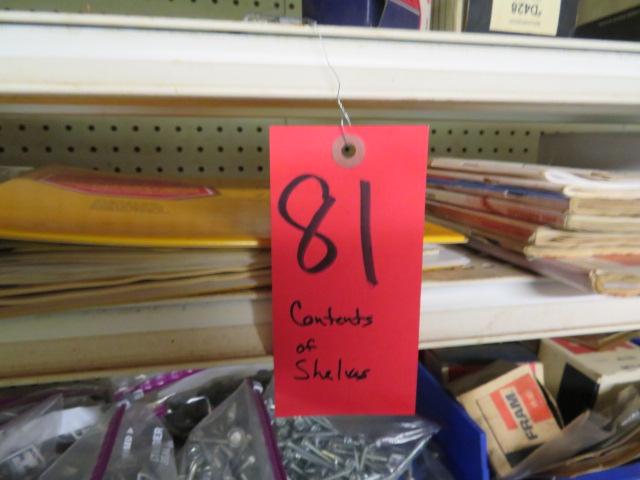 D428
81
Contents
of
Shelves
FRAM